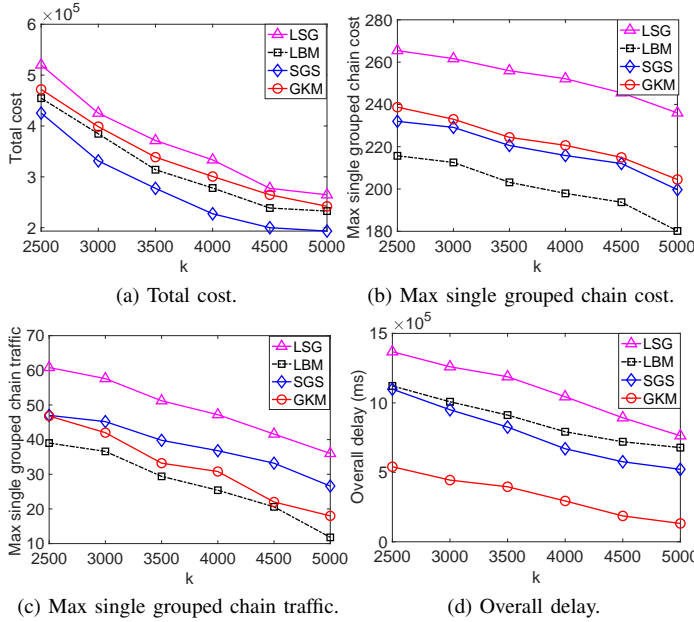 ×10^5
6
5
4
3
2
Total cost
LSG
LBM
SGS
GKM
2500 3000 3500 4000 4500 5000
k
(a) Total cost.
280
260
240
220
200
180
Max single grouped chain cost
LSG
LBM
SGS
GKM
2500 3000 3500 4000 4500 5000
k
(b) Max single grouped chain cost.
70
60
50
40
30
20
10
Max single grouped chain traffic
LSG
LBM
SGS
GKM
2500 3000 3500 4000 4500 5000
k
(c) Max single grouped chain traffic.
×10^5
15
10
5
0
Overall delay (ms)
LSG
LBM
SGS
GKM
2500 3000 3500 4000 4500 5000
k
(d) Overall delay.